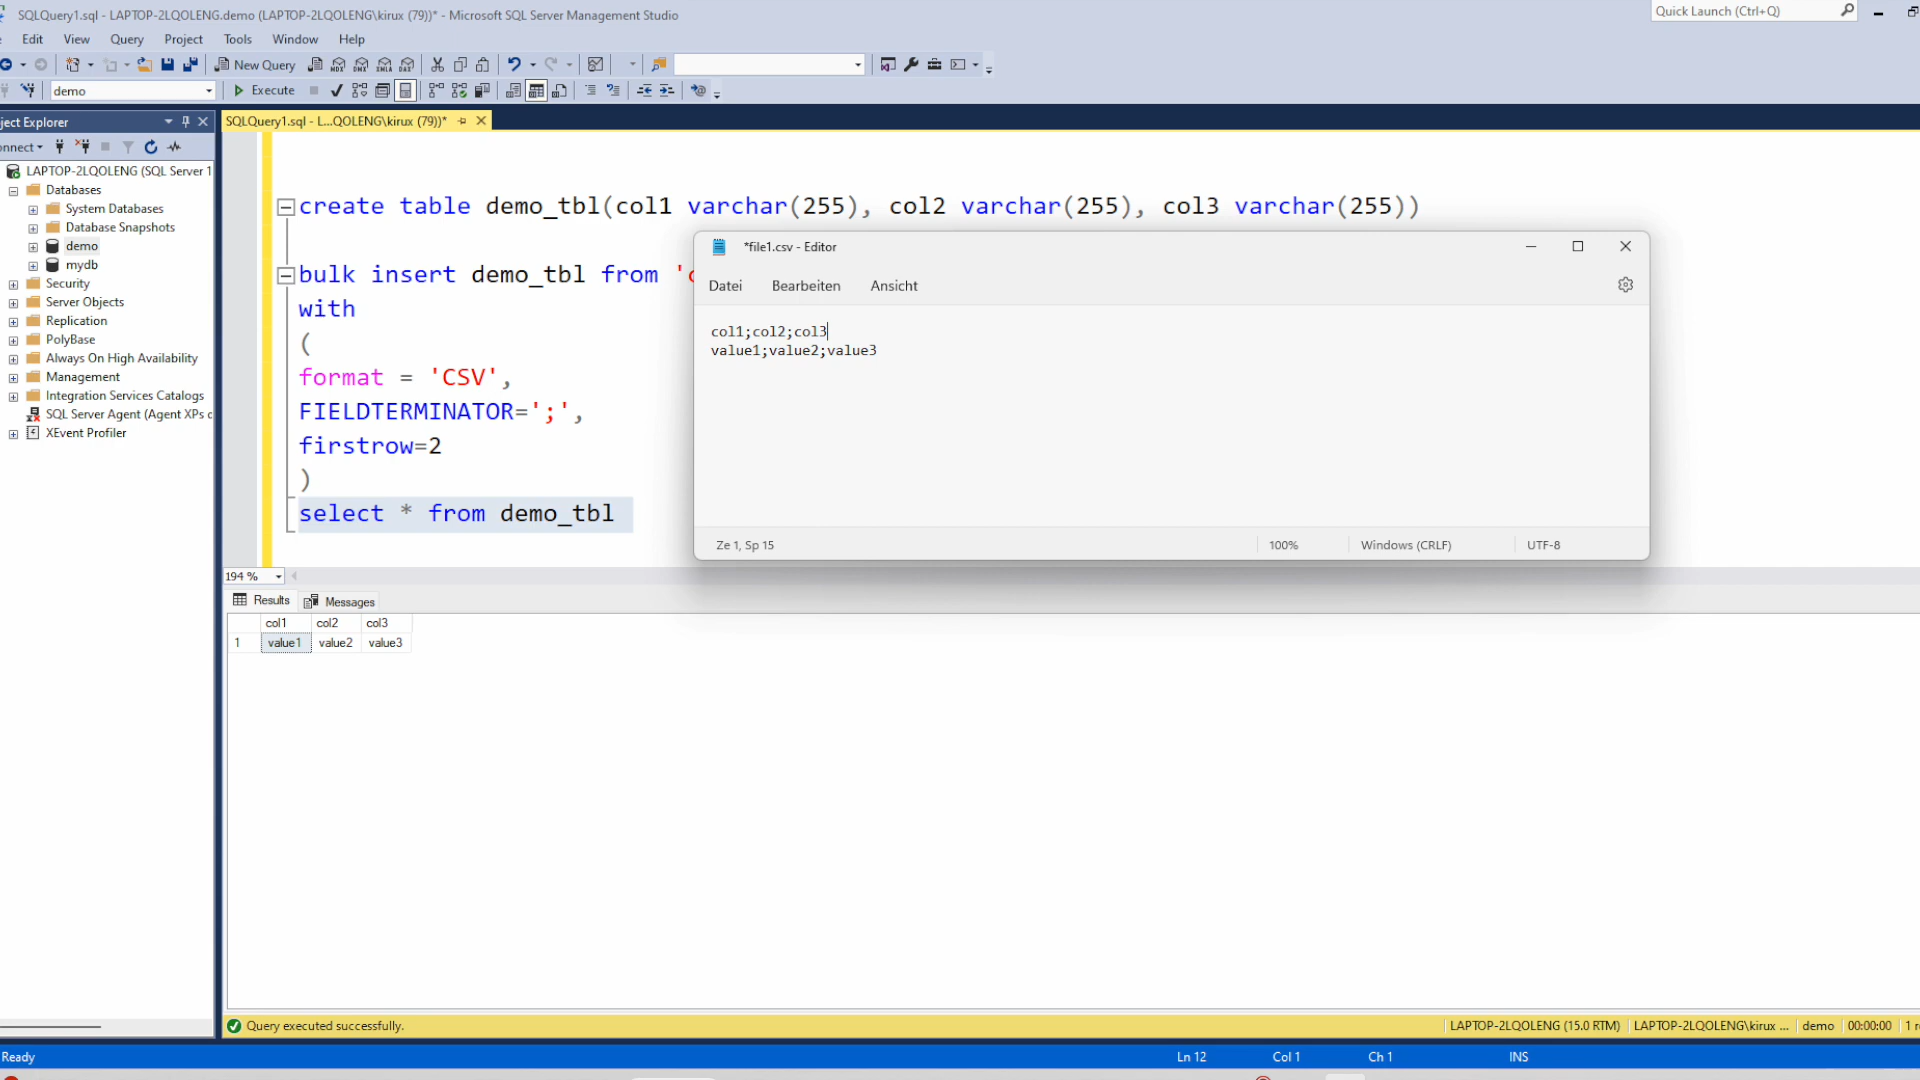 SQLQuery1.sql - LAPTOP-2LQOLENG.demo (LAPTOP-2LQOLENG\kirux (79))* - Microsoft SQL Server Management Studio
Quick Launch (Ctrl+Q)
Edit View Query Project Tools Window Help
New Query
demo
Execute
ject Explorer
SQLQuery1.sql - L...QOLENG\kirux (79))*
onnect
LAPTOP-2LQOLENG (SQL Server 1
Databases
System Databases
Database Snapshots
demo
mydb
Security
Server Objects
Replication
PolyBase
Always On High Availability
Management
Integration Services Catalogs
SQL Server Agent (Agent XPs
XEvent Profiler
create table demo_tbl(col1 varchar(255), col2 varchar(255), col3 varchar(255))
bulk insert demo_tbl from '
with
(
format = 'CSV',
FIELDTERMINATOR=';',
firstrow=2
)
select * from demo_tbl
*file1.csv - Editor
Datei Bearbeiten Ansicht
col1;col2;col3
value1;value2;value3
Ze 1, Sp 15
100%
Windows (CRLF)
UTF-8
194 %
Results Messages
col1 col2 col3
1 value1 value2 value3
Query executed successfully.
LAPTOP-2LQOLENG (15.0 RTM) LAPTOP-2LQOLENG\kirux ... demo 00:00:00 1
Ready
Ln 12 Col 1 Ch 1 INS